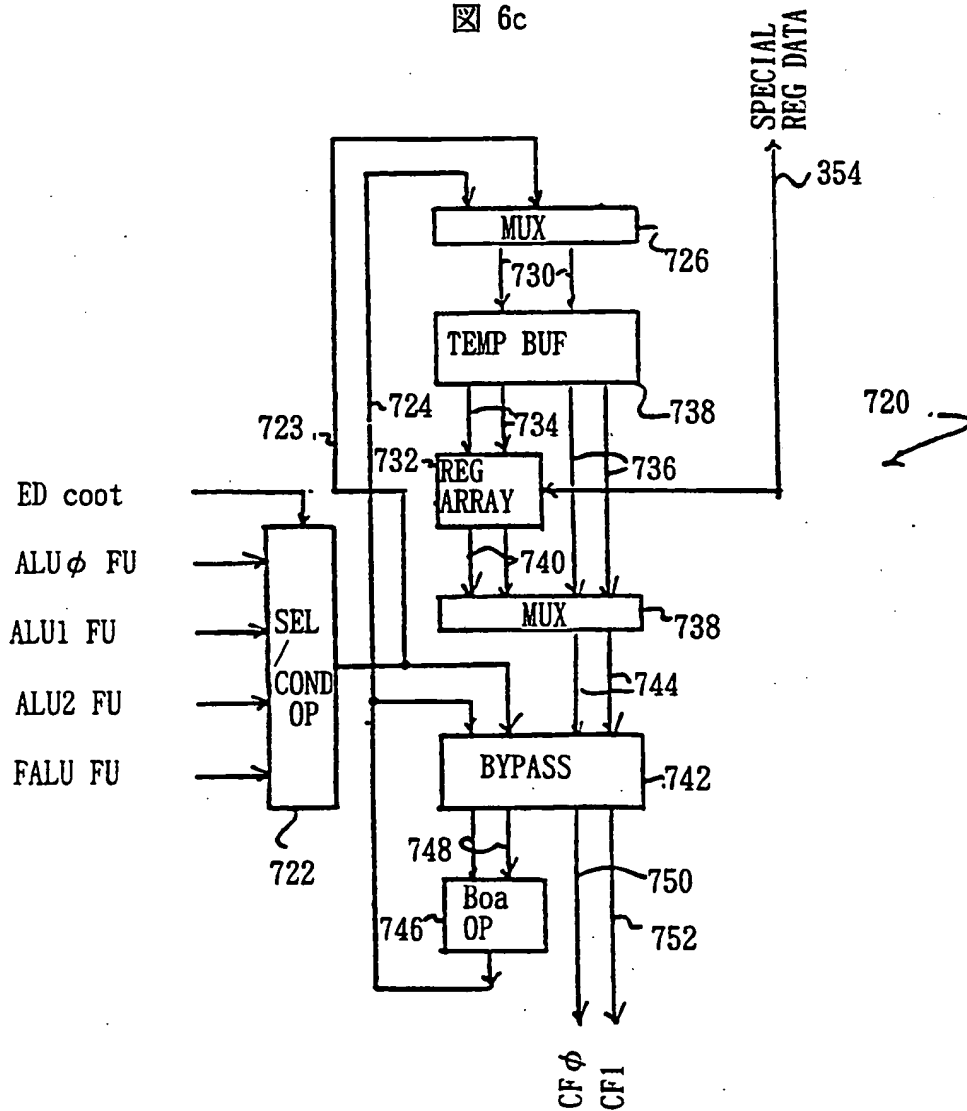 図 6c
SPECIAL
REG DATA
354
MUX
726
730
TEMP BUF
738
720
723
724
734
732
REG
ARRAY
736
ED coot
ALUφ FU
740
MUX
738
ALU1 FU
SEL
/
COND
OP
744
ALU2 FU
BYPASS
742
FALU FU
722
748
750
746
Boa
OP
752
CFφ
CF1